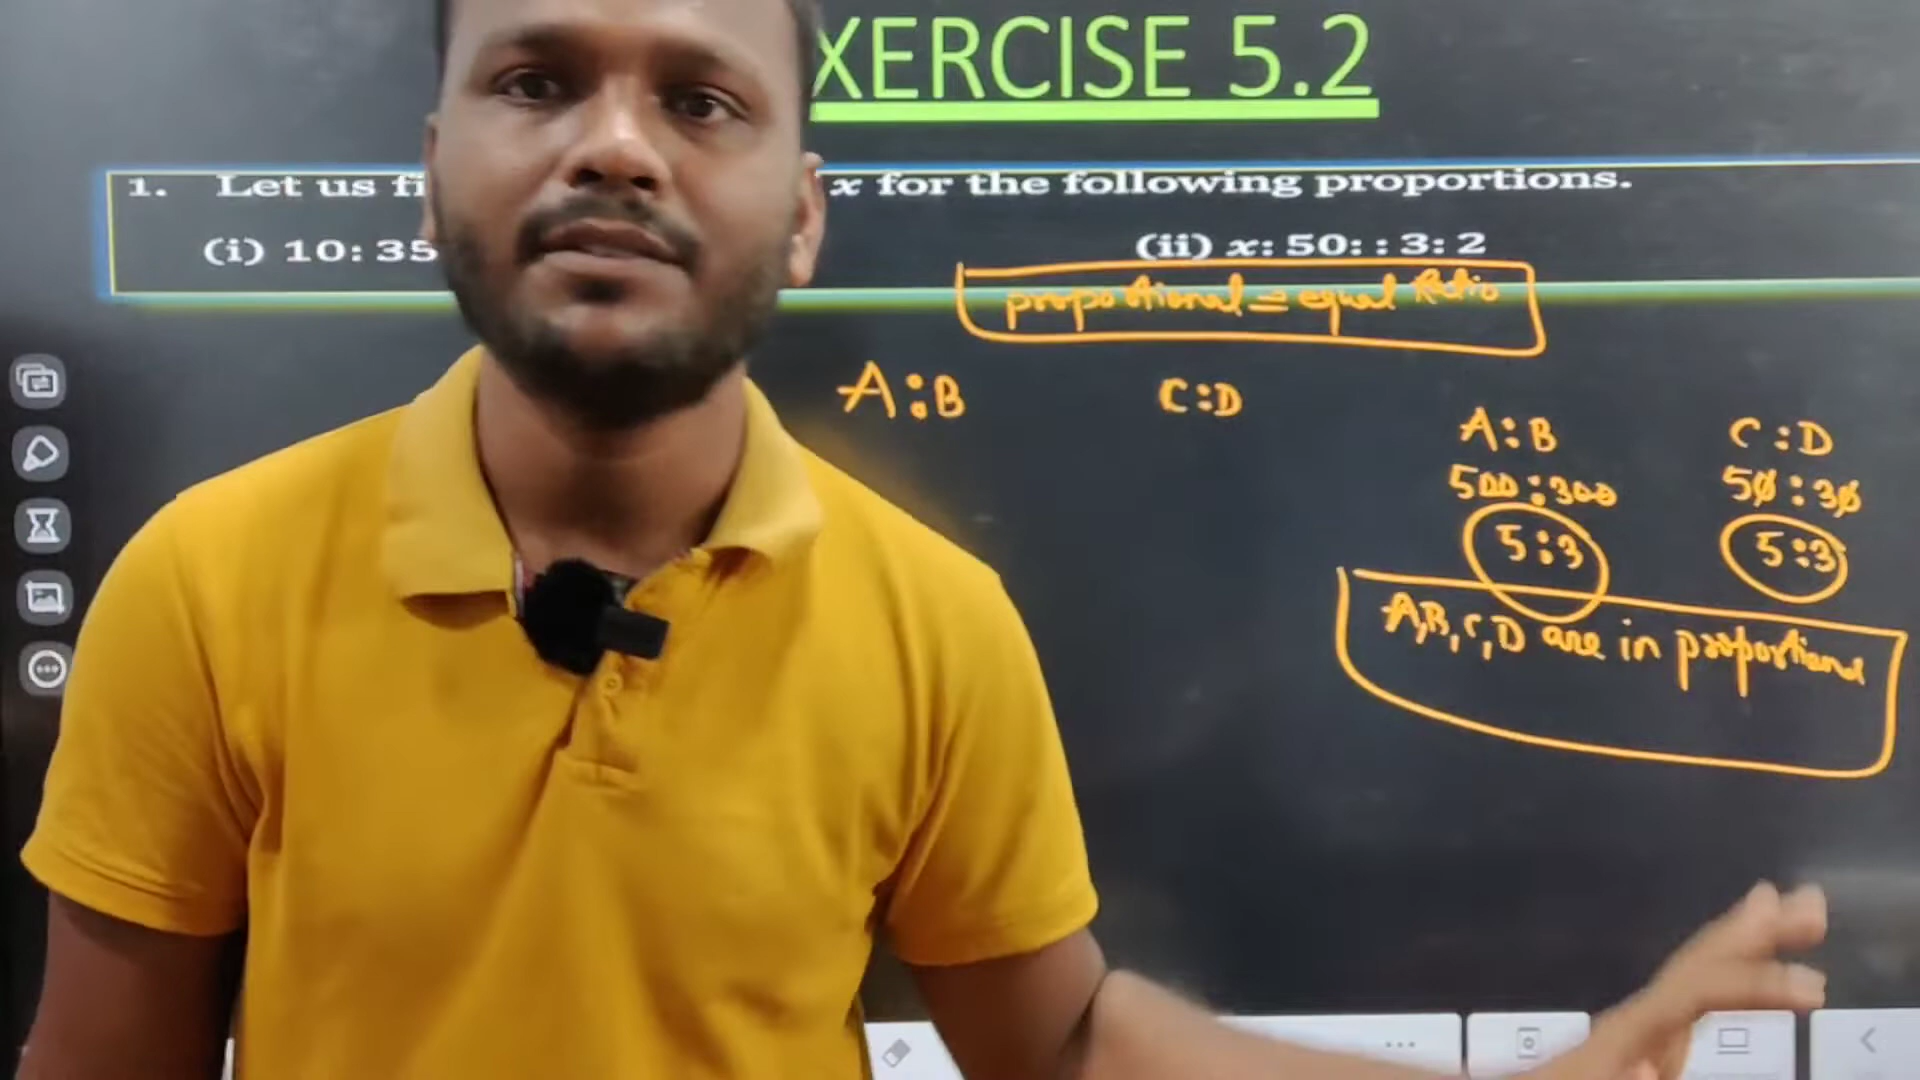 XERCISE 5.2
1. Let us fi x for the following proportions.
(i) 10: 35 (ii) x: 50: : 3: 2
proportional = equal Ratio
A:B C:D
A:B C:D
500:300 50:30
5:3 5:3
A,B,C,D are in proportional